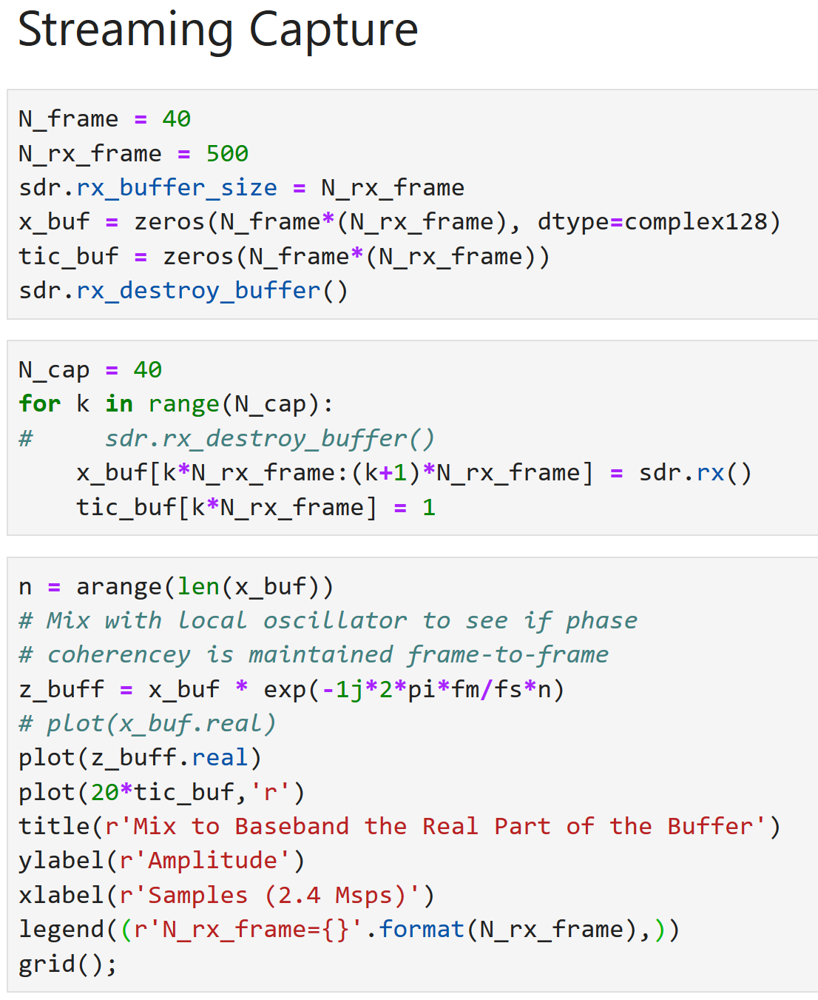 Streaming Capture
N_frame = 40
N_rx_frame = 500
sdr.rx_buffer_size = N_rx_frame
x_buf = zeros(N_frame*(N_rx_frame), dtype=complex128)
tic_buf = zeros(N_frame*(N_rx_frame))
sdr.rx_destroy_buffer()
N_cap = 40
for k in range(N_cap):
#     sdr.rx_destroy_buffer()
    x_buf[k*N_rx_frame:(k+1)*N_rx_frame] = sdr.rx()
    tic_buf[k*N_rx_frame] = 1
n = arange(len(x_buf))
# Mix with local oscillator to see if phase
# coherencey is maintained frame-to-frame
z_buff = x_buf * exp(-1j*2*pi*fm/fs*n)
# plot(x_buf.real)
plot(z_buff.real)
plot(20*tic_buf,'r')
title(r'Mix to Baseband the Real Part of the Buffer')
ylabel(r'Amplitude')
xlabel(r'Samples (2.4 Msps)')
legend((r'N_rx_frame={}'.format(N_rx_frame),))
grid();